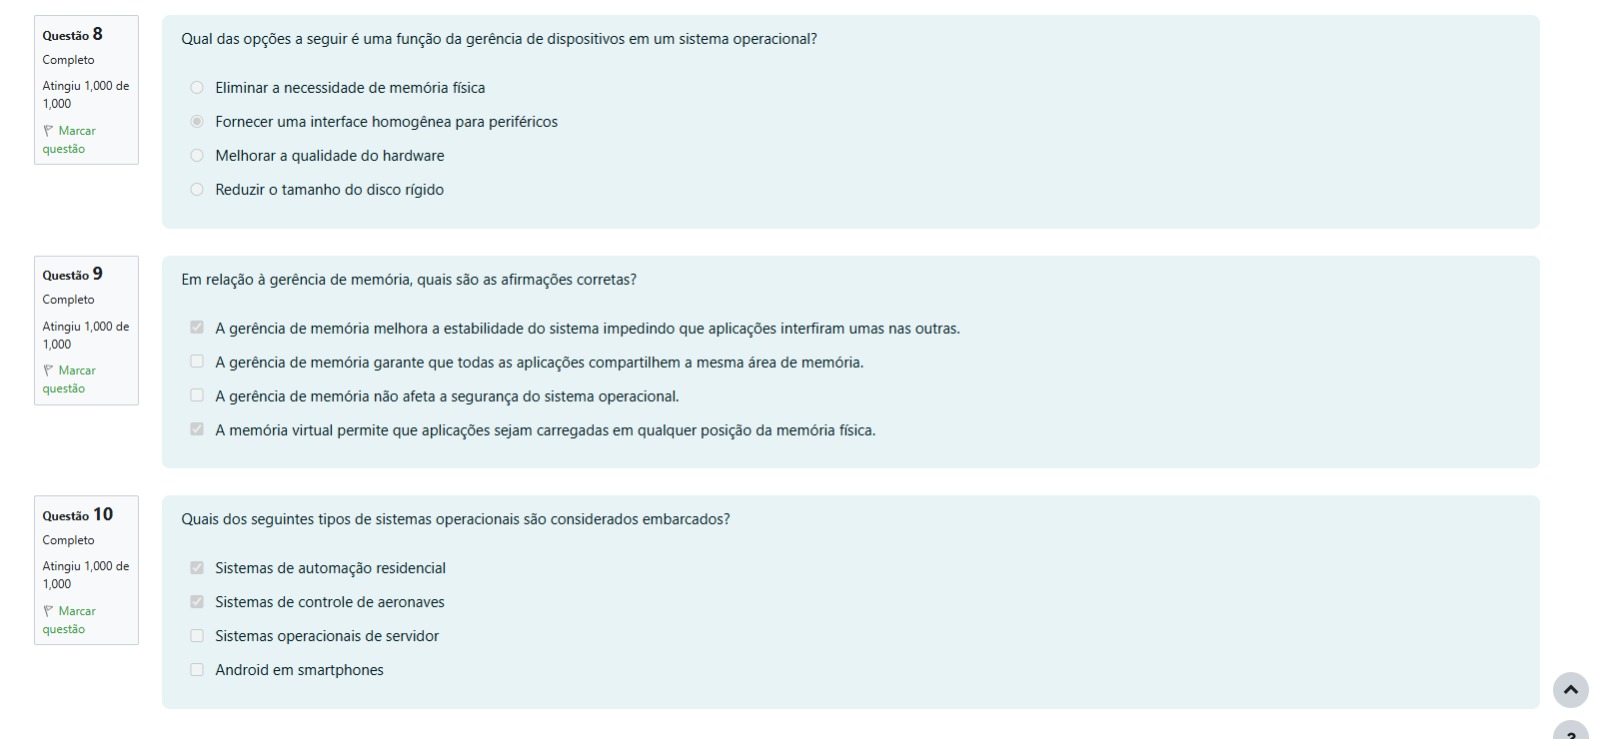 Questão 8
Completo
Atingiu 1,000 de
1,000
Marcar
questão
Qual das opções a seguir é uma função da gerência de dispositivos em um sistema operacional?
Eliminar a necessidade de memória física
Fornecer uma interface homogênea para periféricos
Melhorar a qualidade do hardware
Reduzir o tamanho do disco rígido
Questão 9
Completo
Atingiu 1,000 de
1,000
Marcar
questão
Em relação à gerência de memória, quais são as afirmações corretas?
A gerência de memória melhora a estabilidade do sistema impedindo que aplicações interfiram umas nas outras.
A gerência de memória garante que todas as aplicações compartilhem a mesma área de memória.
A gerência de memória não afeta a segurança do sistema operacional.
A memória virtual permite que aplicações sejam carregadas em qualquer posição da memória física.
Questão 10
Completo
Atingiu 1,000 de
1,000
Marcar
questão
Quais dos seguintes tipos de sistemas operacionais são considerados embarcados?
Sistemas de automação residencial
Sistemas de controle de aeronaves
Sistemas operacionais de servidor
Android em smartphones